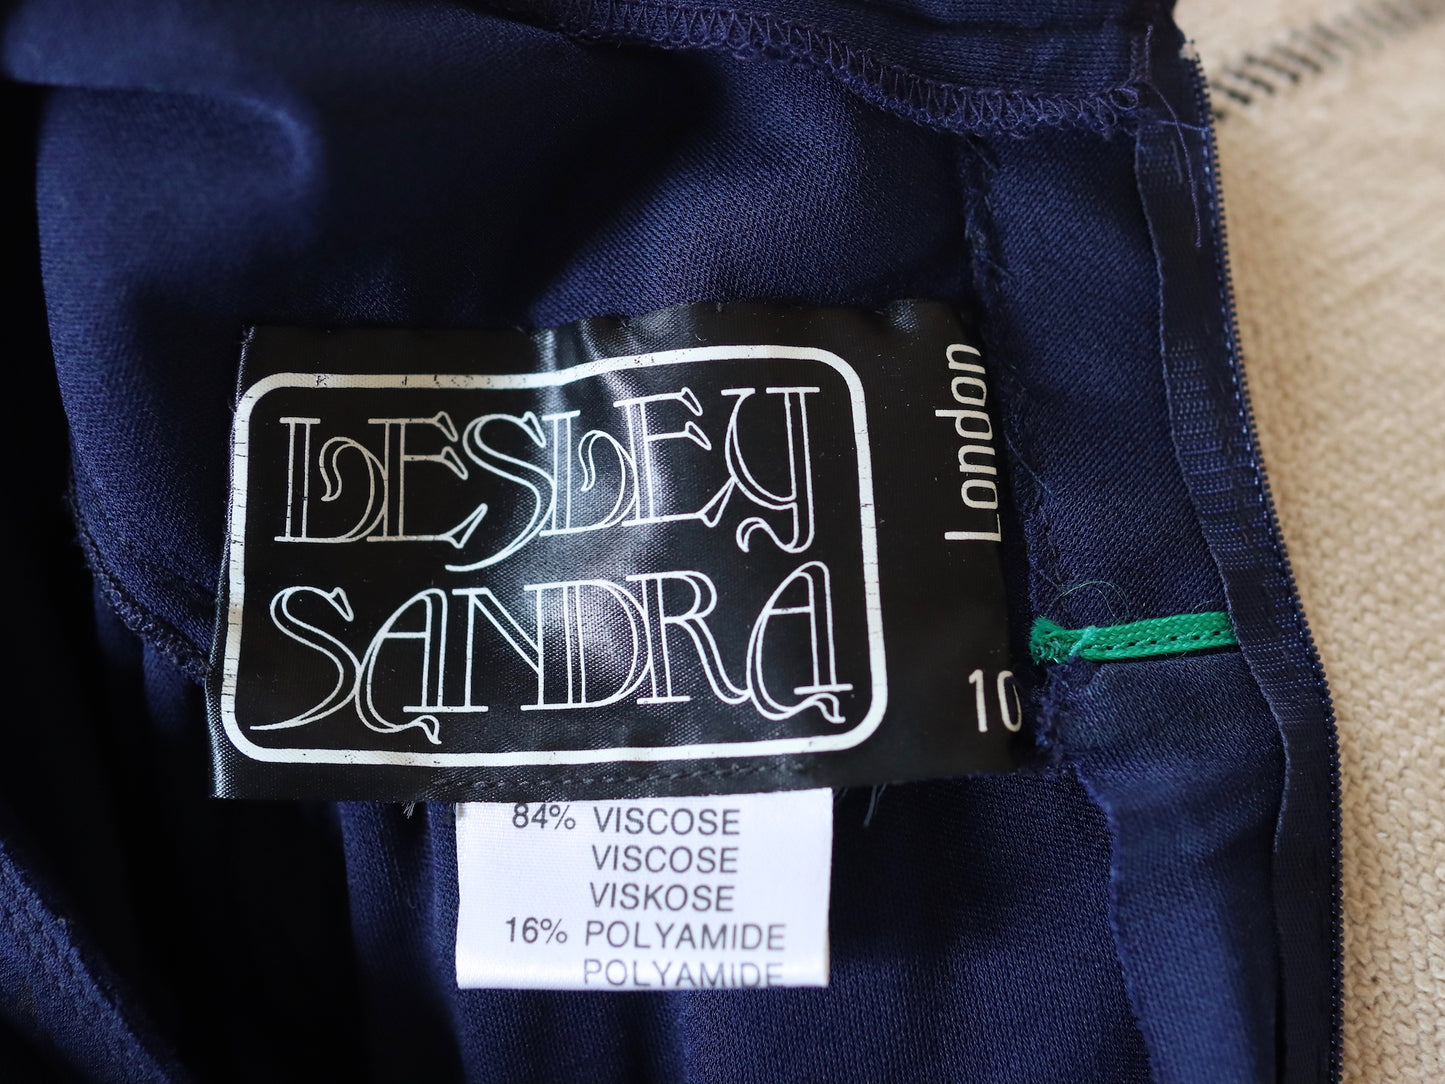 LESLEY
SANDRA
London
10
84% VISCOSE
VISCOSE
VISKOSE
16% POLYAMIDE
POLYAMIDE